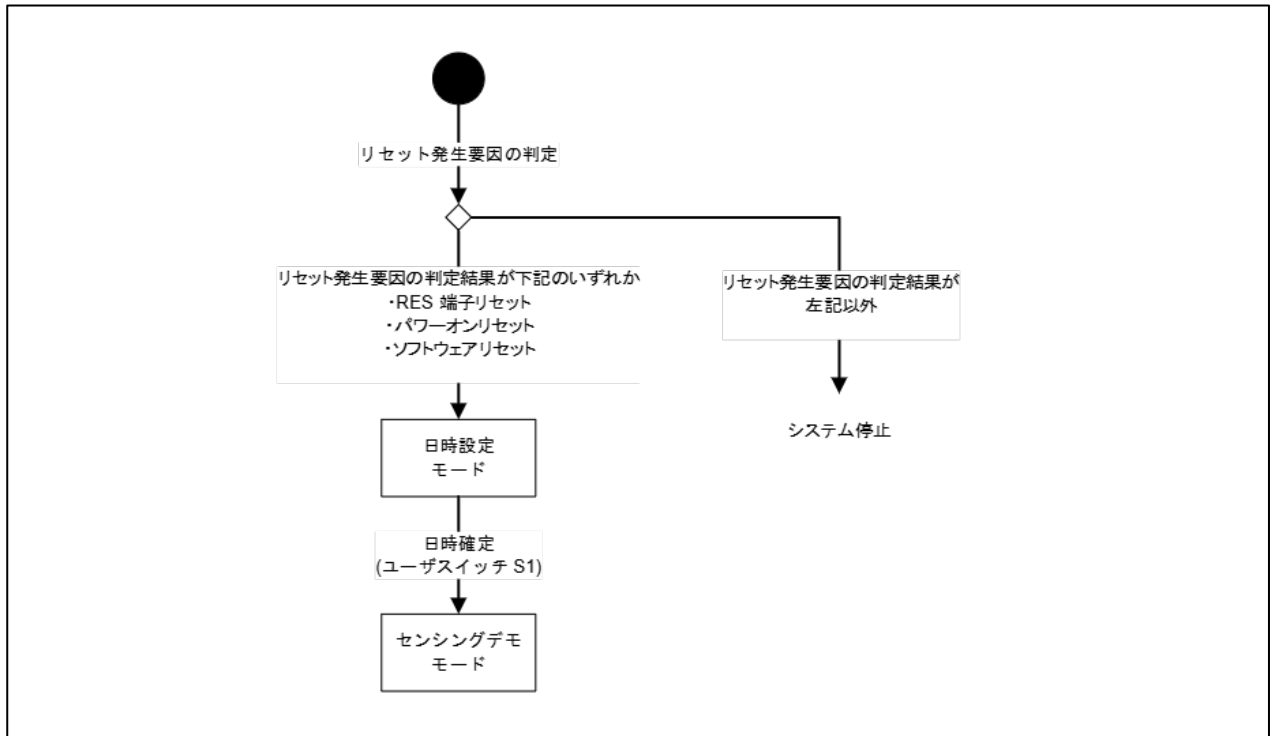 リセット発生要因の判定
リセット発生要因の判定結果が下記のいずれか
・RES 端子リセット
・パワーオンリセット
・ソフトウェアリセット
リセット発生要因の判定結果が
左記以外
システム停止
日時設定
モード
日時確定
(ユーザスイッチ S1)
センシングデモ
モード